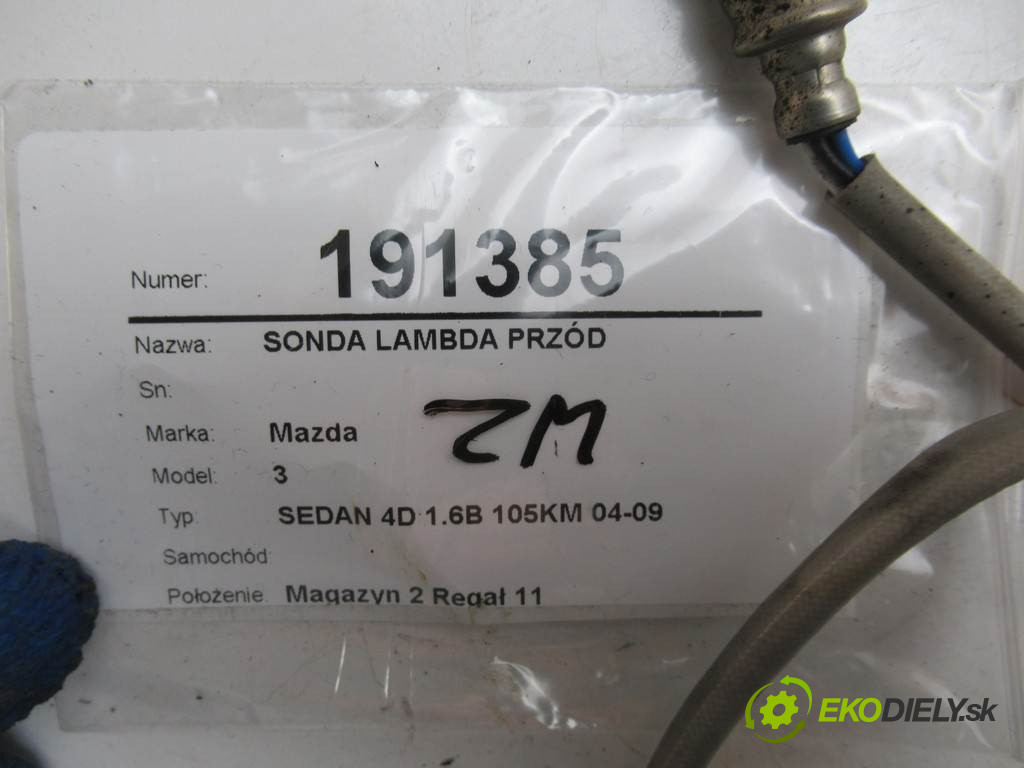 Numer: 191385
Nazwa: SONDA LAMBDA PRZÓD
Sn:
Marka: Mazda
ZM
Model: 3
Typ: SEDAN 4D 1.6B 105KM 04-09
Samochód:
Położenie: Magazyn 2 Regał 11
EKODIELY.sk